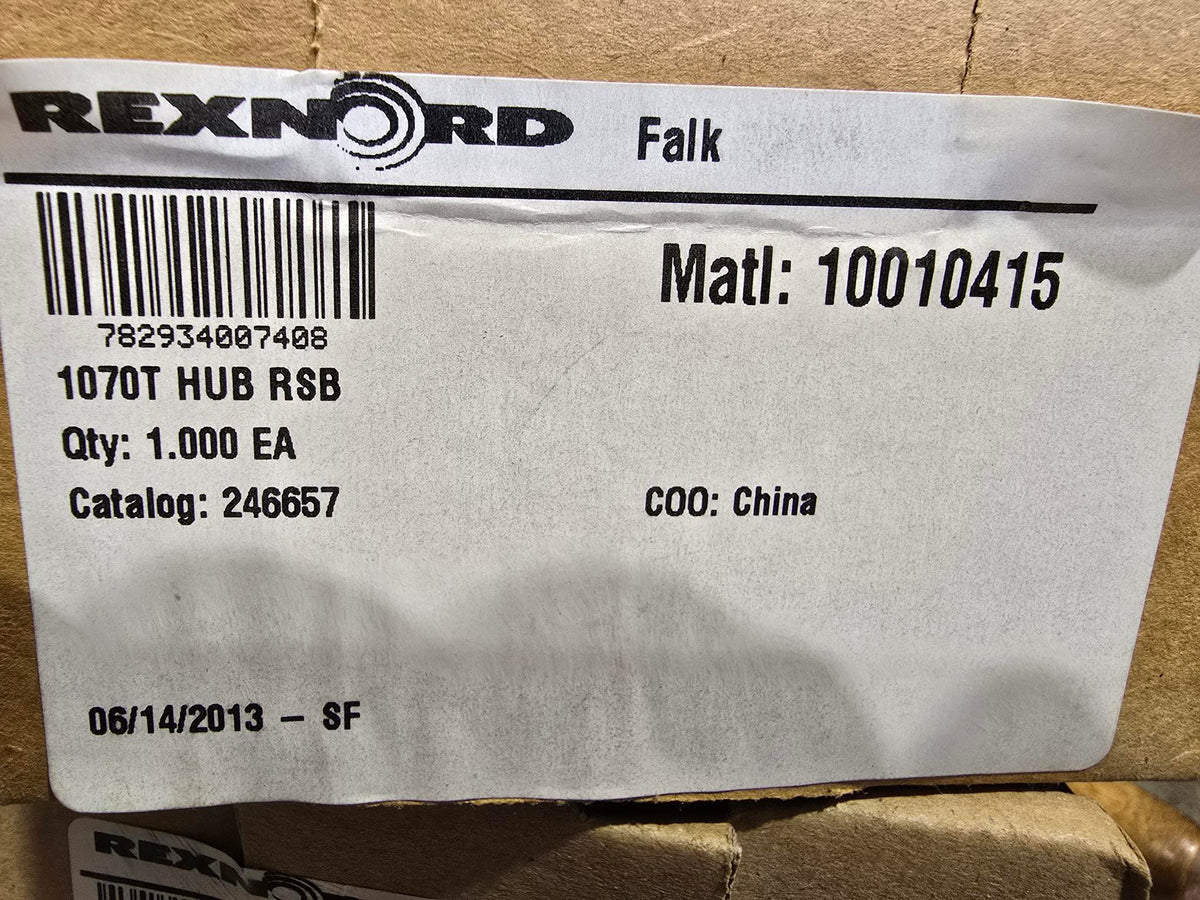 REXNORD Falk
Matl: 10010415
782934007408
1070T HUB RSB
Qty: 1.000 EA
Catalog: 246657 COO: China
06/14/2013 – SF
REXNO